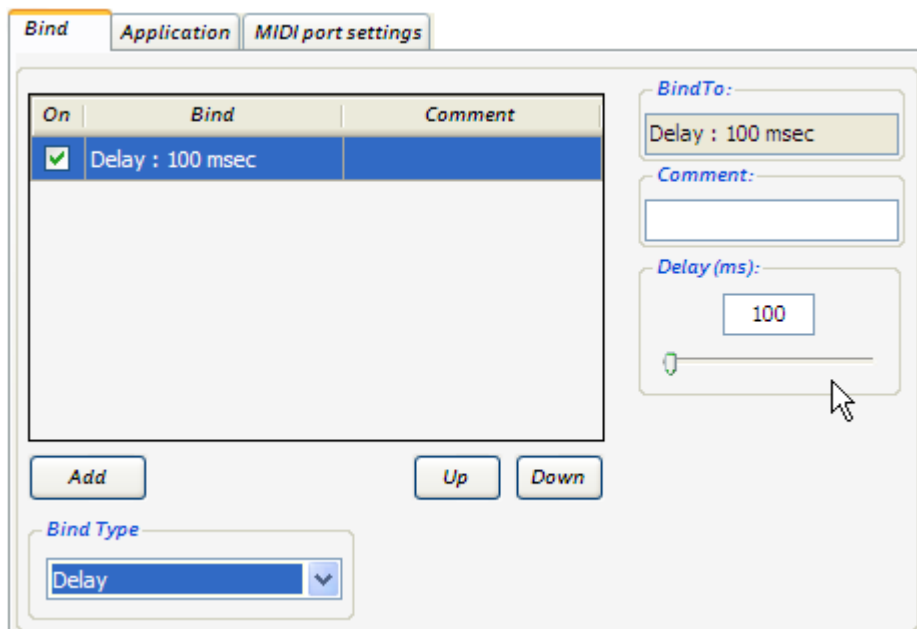 Bind Application MIDI port settings
On Bind Comment
Delay : 100 msec
BindTo:
Delay : 100 msec
Comment:
Delay (ms):
100
Add Up Down
Bind Type
Delay